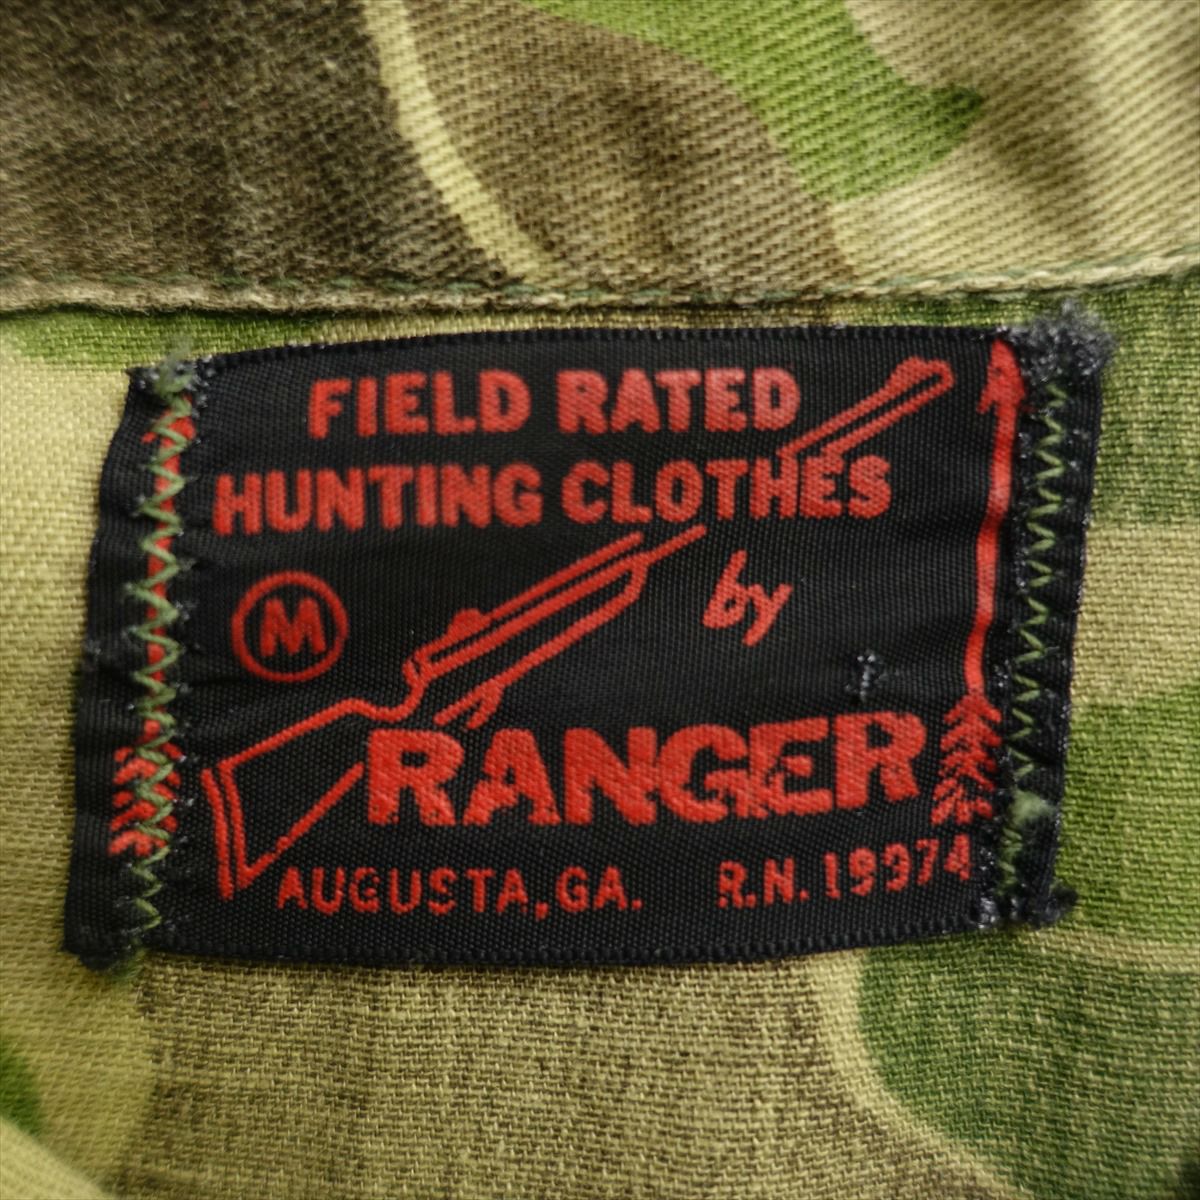 FIELD RATED
HUNTING CLOTHES
by
M
RANGER
AUGUSTA, GA. R.N. 19974